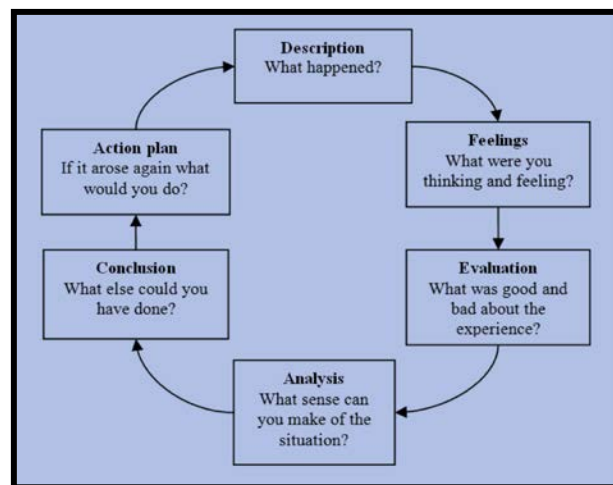 Description
What happened?
Feelings
What were you
thinking and feeling?
Evaluation
What was good and
bad about the
experience?
Analysis
What sense can
you make of the
situation?
Conclusion
What else could you
have done?
Action plan
If it arose again what
would you do?